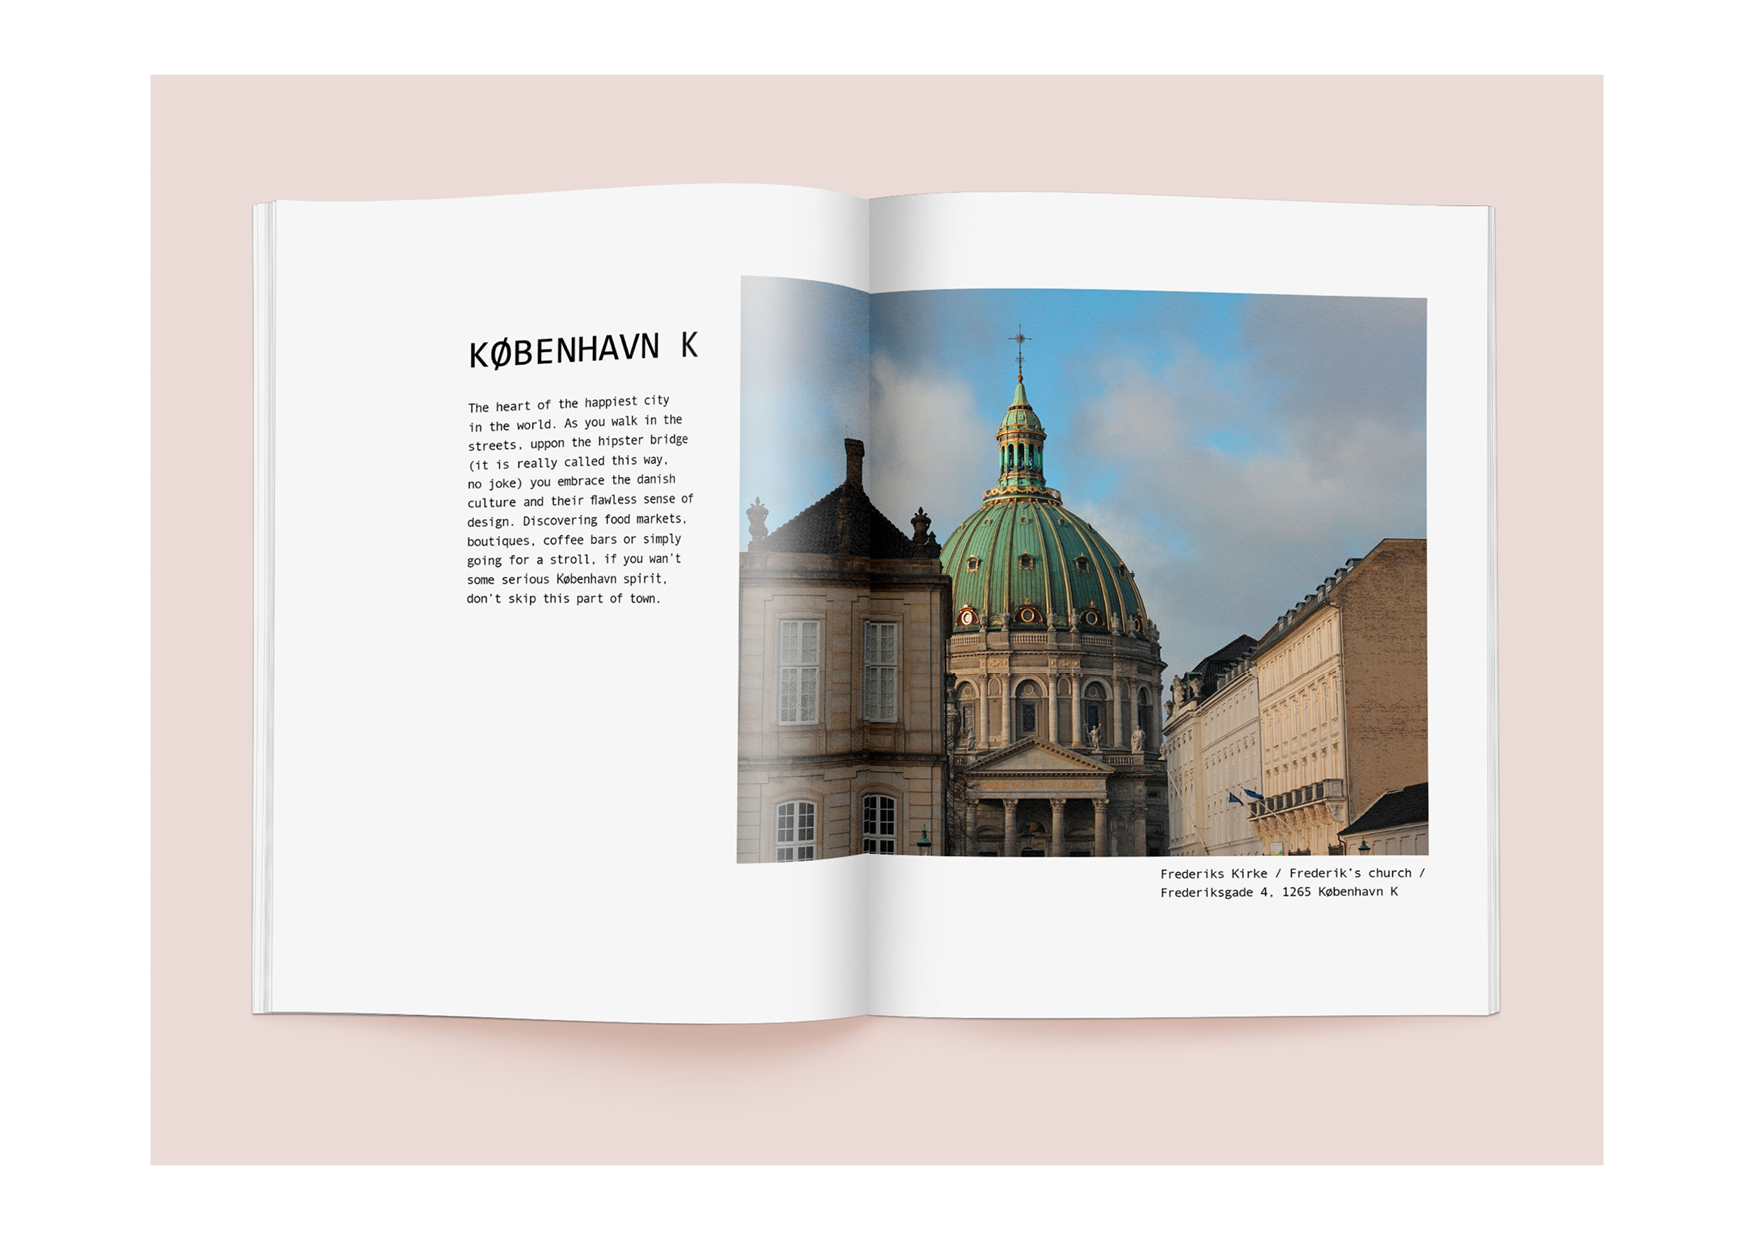 KØBENHAVN K
The heart of the happiest city
in the world. As you walk in the
streets, uppon the hipster bridge
(it is really called this way,
no joke) you embrace the danish
culture and their flawless sense of
design. Discovering food markets,
boutiques, coffee bars or simply
going for a stroll, if you wan't
some serious København spirit,
don't skip this part of town.
Frederiks Kirke / Frederik's church /
Frederiksgade 4, 1265 København K